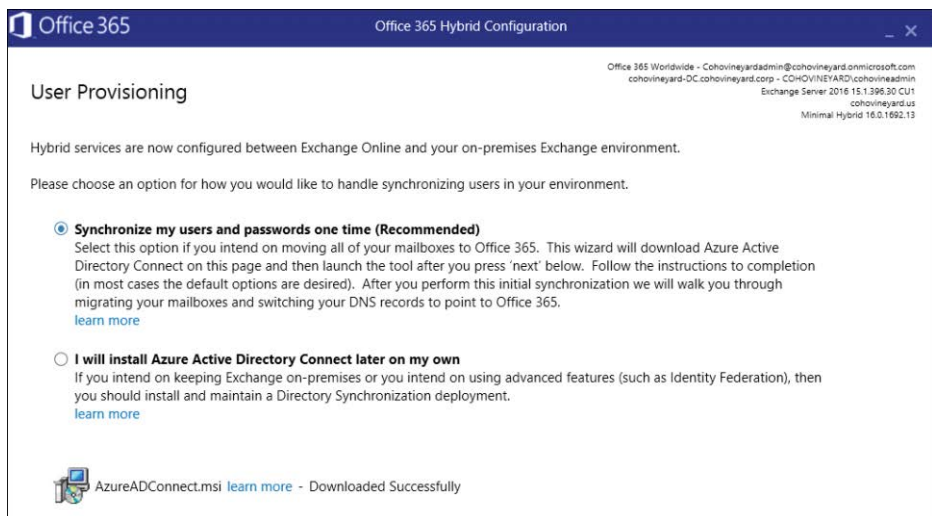 Office 365
Office 365 Hybrid Configuration
Office 365 Worldwide - Cohovineyardadmin@cohovineyard.onmicrosoft.com
cohovineyard-DC.cohovineyard.corp - COHOVINEYARD\cohovineadmin
Exchange Server 2016 15.1.396.30 CU1
cohovineyard.us
Minimal Hybrid 16.0.1692.13
User Provisioning
Hybrid services are now configured between Exchange Online and your on-premises Exchange environment.
Please choose an option for how you would like to handle synchronizing users in your environment.
Synchronize my users and passwords one time (Recommended)
Select this option if you intend on moving all of your mailboxes to Office 365. This wizard will download Azure Active
Directory Connect on this page and then launch the tool after you press 'next' below. Follow the instructions to completion
(in most cases the default options are desired). After you perform this initial synchronization we will walk you through
migrating your mailboxes and switching your DNS records to point to Office 365.
learn more
I will install Azure Active Directory Connect later on my own
If you intend on keeping Exchange on-premises or you intend on using advanced features (such as Identity Federation), then
you should install and maintain a Directory Synchronization deployment.
learn more
AzureADConnect.msi learn more - Downloaded Successfully